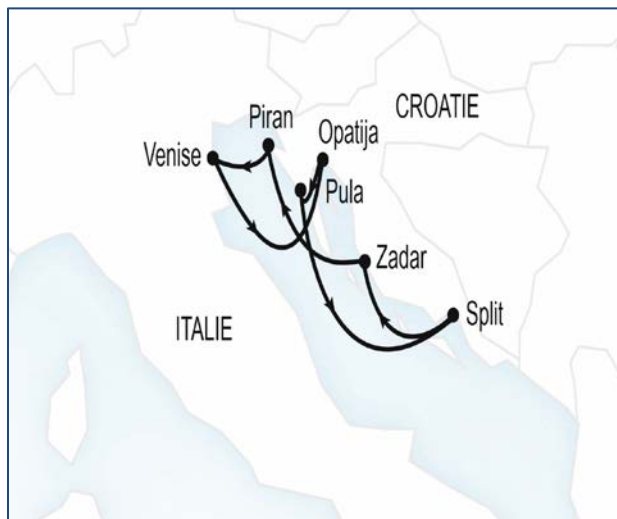 CROATIE
Piran
Opatija
Venise
Pula
Zadar
Split
ITALIE